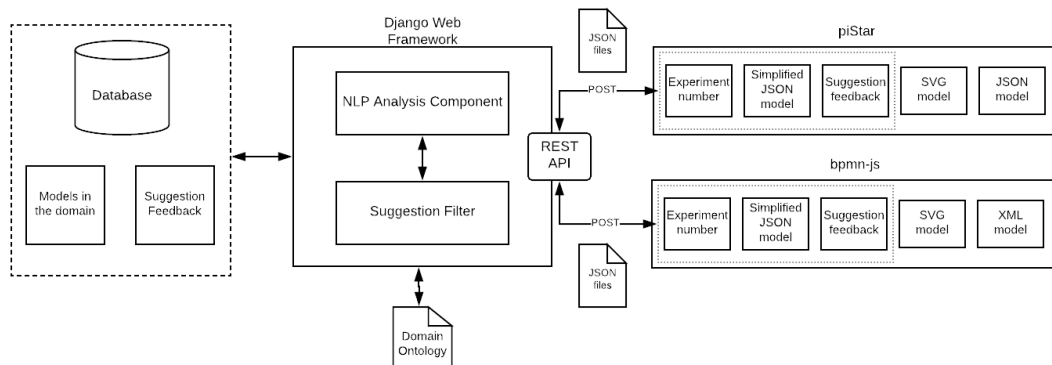 Database
Models in
the domain
Suggestion
Feedback
Django Web
Framework
NLP Analysis Component
Suggestion Filter
Domain
Ontology
REST
API
JSON
files
POST
POST
JSON
files
piStar
Experiment
number
Simplified
JSON
model
Suggestion
feedback
SVG
model
JSON
model
bpmn-js
Experiment
number
Simplified
JSON
model
Suggestion
feedback
SVG
model
XML
model